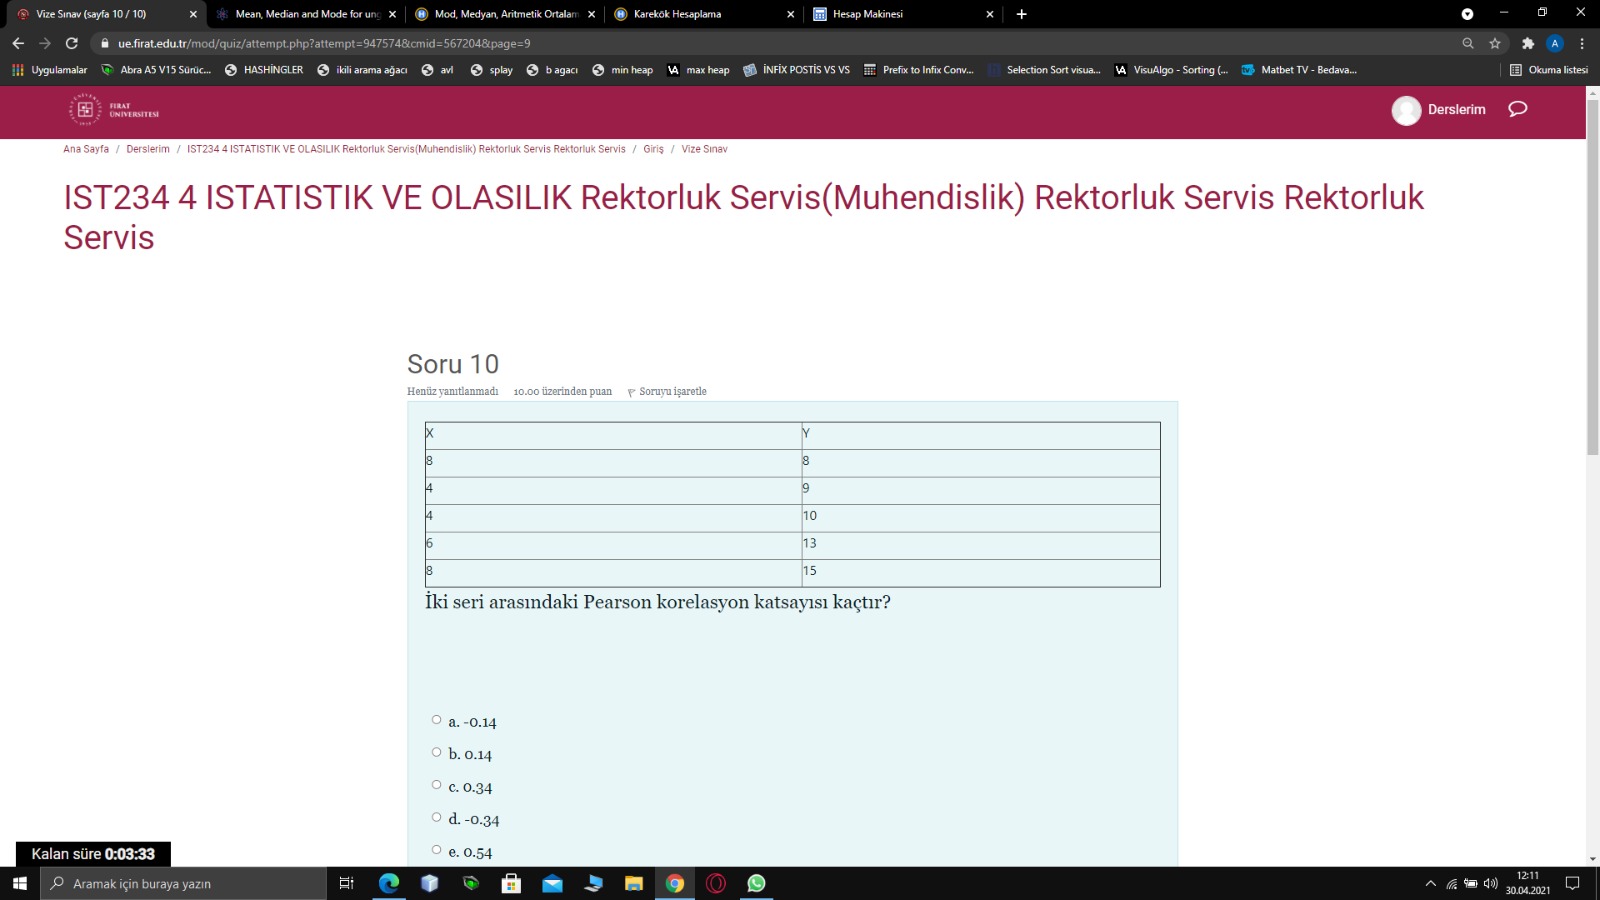 Vize Sınav (sayfa 10 / 10)
Mean, Median and Mode for ung
Mod, Medyan, Aritmetik Ortalam
Karekök Hesaplama
Hesap Makinesi
ue.firat.edu.tr/mod/quiz/attempt.php?attempt=947574&cmid=567204&page=9
A
Uygulamalar
Abra A5 V15 Sürüc...
HASHİNGLER
ikili arama ağacı
avl
splay
b agacı
min heap
max heap
İNFİX POSTİS VS VS
Prefix to Infix Conv...
Selection Sort visua...
VisuAlgo - Sorting (...
Matbet TV - Bedava...
Okuma listesi
FIRAT
ÜNİVERSİTESİ
Derslerim
Ana Sayfa / Derslerim / IST234 4 ISTATISTIK VE OLASILIK Rektorluk Servis(Muhendislik) Rektorluk Servis Rektorluk Servis / Giriş / Vize Sınav
IST234 4 ISTATISTIK VE OLASILIK Rektorluk Servis(Muhendislik) Rektorluk Servis Rektorluk
Servis
Soru 10
Henüz yanıtlanmadı 10.00 üzerinden puan Soruyu işaretle
X Y
8 8
4 9
4 10
6 13
8 15
İki seri arasındaki Pearson korelasyon katsayısı kaçtır?
a. -0.14
b. 0.14
c. 0.34
d. -0.34
e. 0.54
Kalan süre 0:03:33
Aramak için buraya yazın
12:11
30.04.2021